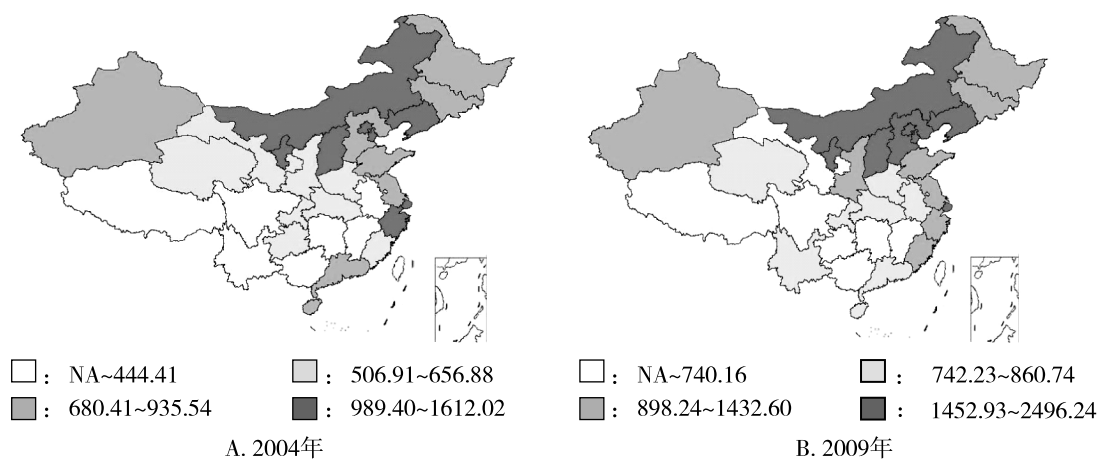 ： NA~444.41
： 506.91~656.88
： 680.41~935.54
： 989.40~1612.02
A. 2004年
： NA~740.16
： 742.23~860.74
： 898.24~1432.60
： 1452.93~2496.24
B. 2009年